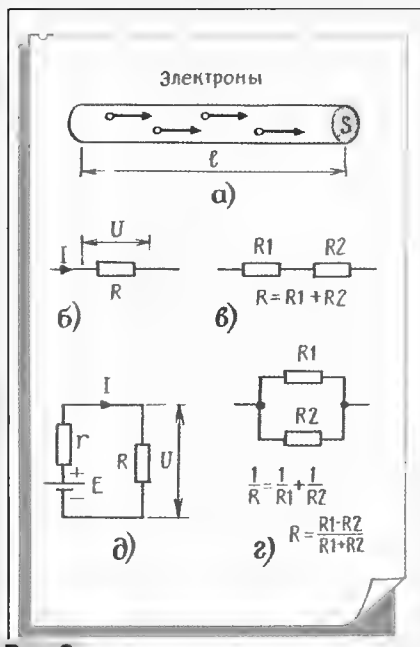 Электроны
S
ℓ
а)
U
I
R
б)
R1 R2
R=R1+R2
в)
I
r
+
E
−
R
U
д)
R1
R2
1/R=1/R1+1/R2
R=R1·R2/R1+R2
г)